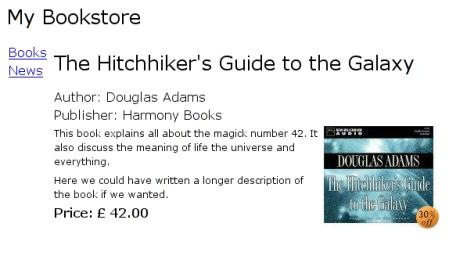 My Bookstore
Books
News
The Hitchhiker's Guide to the Galaxy
Author: Douglas Adams
Publisher: Harmony Books
This book explains all about the magick number 42. It
also discuss the meaning of life the universe and
everything.
Here we could have written a longer description of
the book if we wanted.
Price: £ 42.00
AUDIO
DOUGLAS ADAMS
The Hitchhiker's Guide
to the Galaxy
30%
off